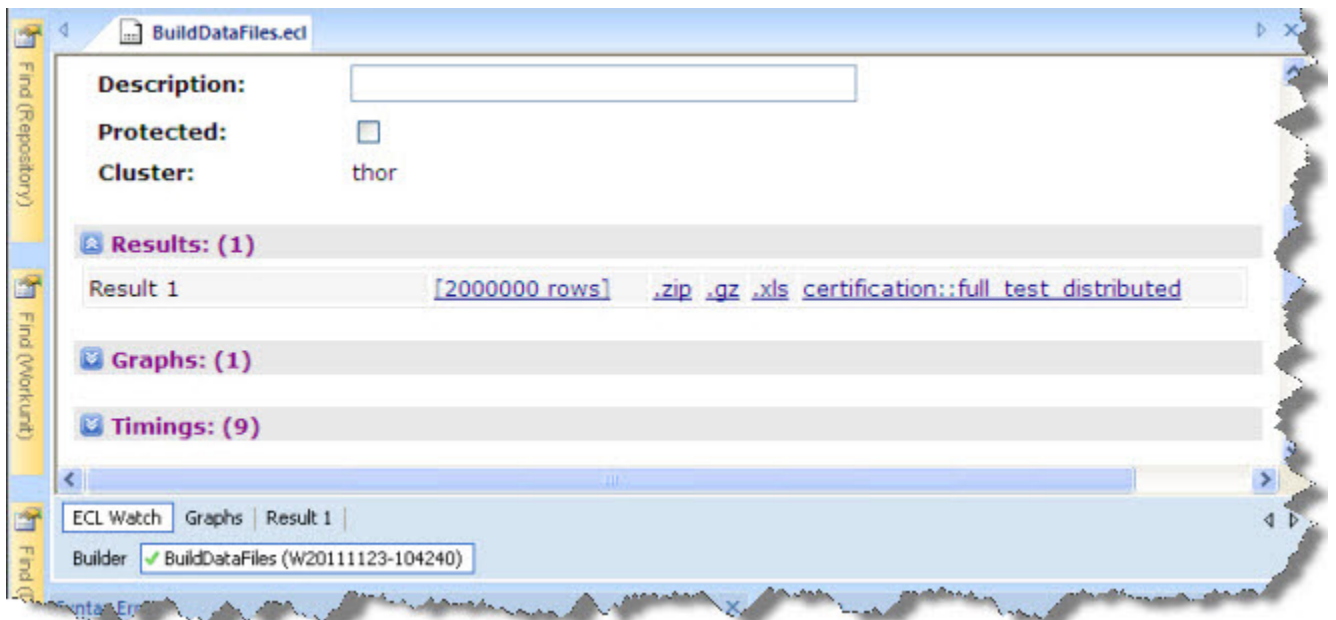 BuildDataFiles.ecl
Find (Repository)
Find (Workunit)
Find
Description:
Protected:
Cluster: thor
Results: (1)
Result 1 [2000000 rows] .zip .gz .xls certification::full_test_distributed
Graphs: (1)
Timings: (9)
ECL Watch Graphs Result 1
Builder BuildDataFiles (W20111123-104240)